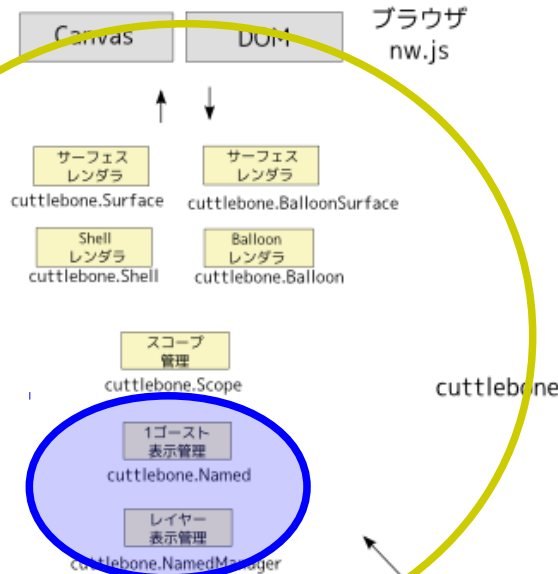 Canvas
DOM
ブラウザ
nw.js
サーフェス
レンダラ
cuttlebone.Surface
サーフェス
レンダラ
cuttlebone.BalloonSurface
Shell
レンダラ
cuttlebone.Shell
Balloon
レンダラ
cuttlebone.Balloon
スコープ
管理
cuttlebone.Scope
cuttlebone
1ゴースト
表示管理
cuttlebone.Named
レイヤー
表示管理
cuttlebone.NamedManager